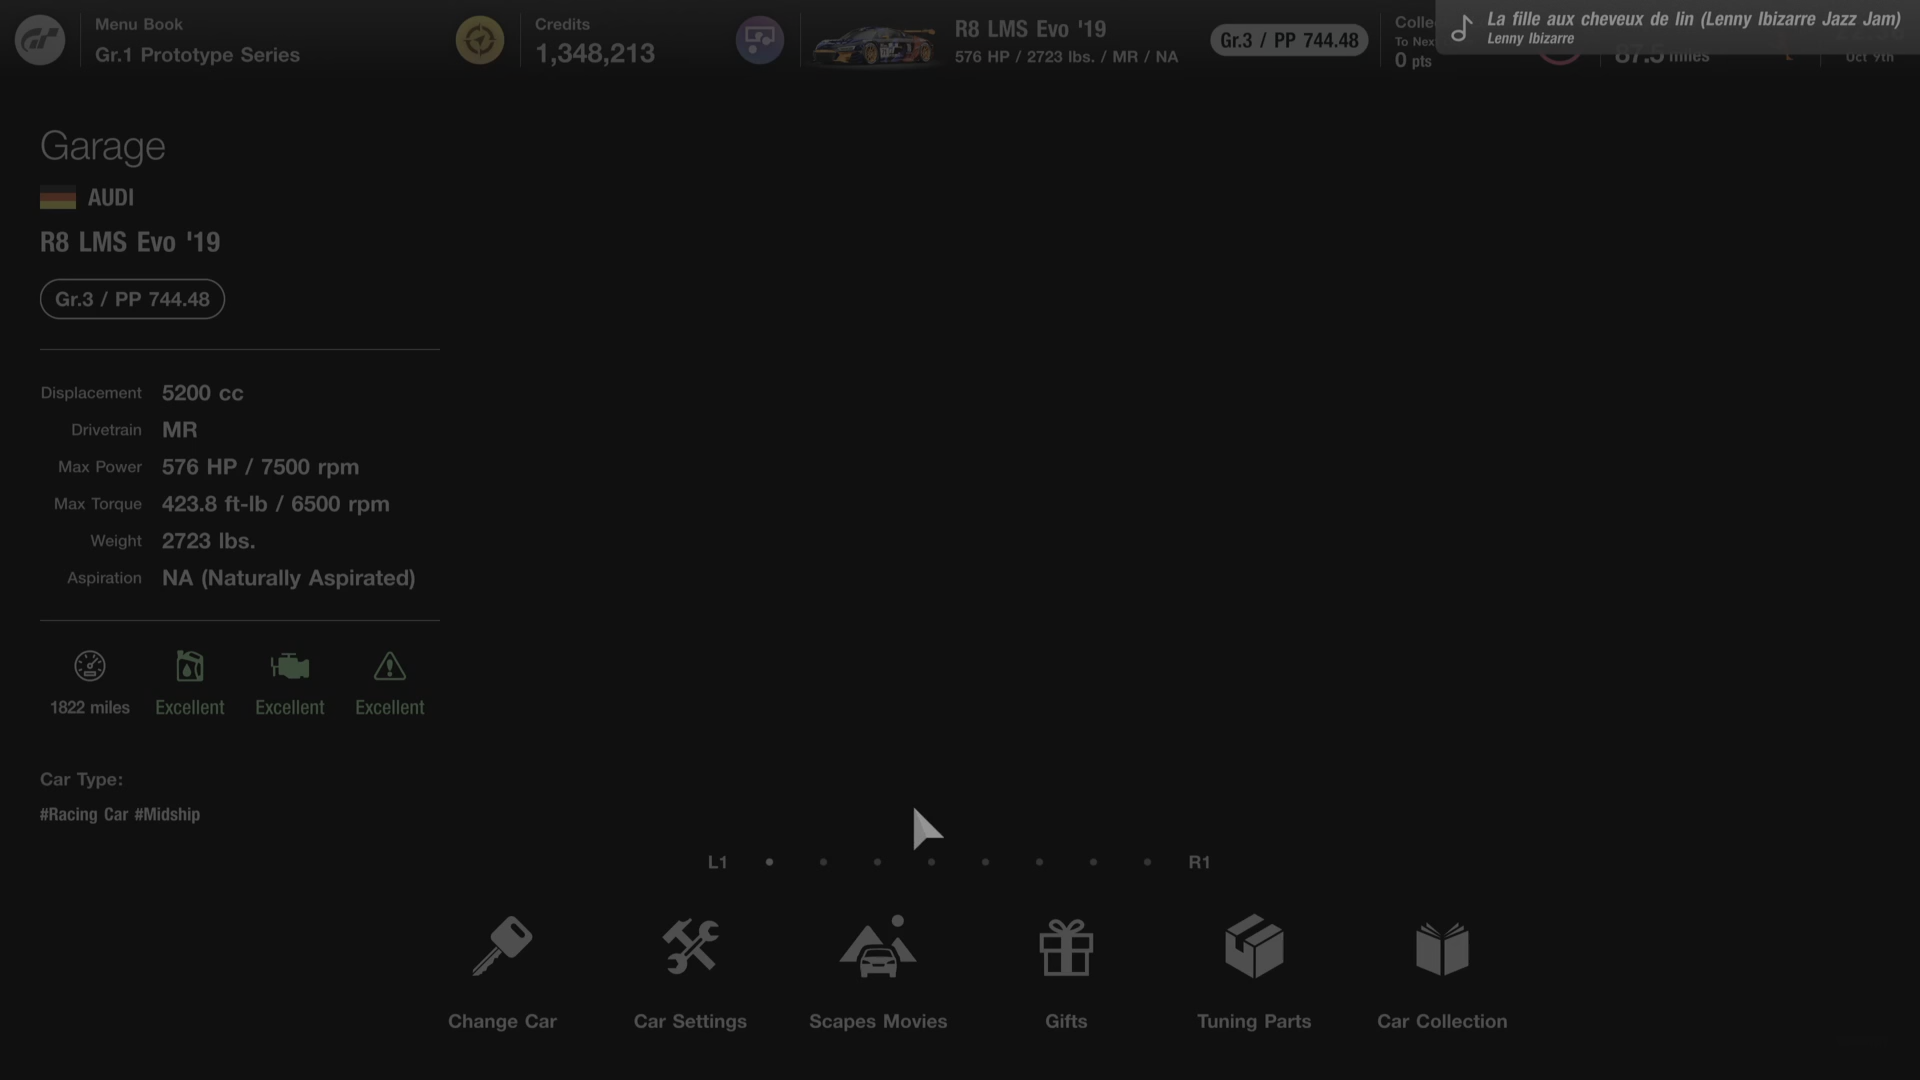 Menu Book
Gr.1 Prototype Series
Credits
1,348,213
R8 LMS Evo '19
576 HP / 2723 lbs. / MR / NA
Gr.3 / PP 744.48
Colle
To Nex
0 pts
La fille aux cheveux de lin (Lenny Ibizarre Jazz Jam)
Lenny Ibizarre
87.5 miles
Oct 9th
Garage
AUDI
R8 LMS Evo '19
Gr.3 / PP 744.48
Displacement 5200 cc
Drivetrain MR
Max Power 576 HP / 7500 rpm
Max Torque 423.8 ft-lb / 6500 rpm
Weight 2723 lbs.
Aspiration NA (Naturally Aspirated)
1822 miles Excellent Excellent Excellent
Car Type:
#Racing Car #Midship
L1 R1
Change Car Car Settings Scapes Movies Gifts Tuning Parts Car Collection